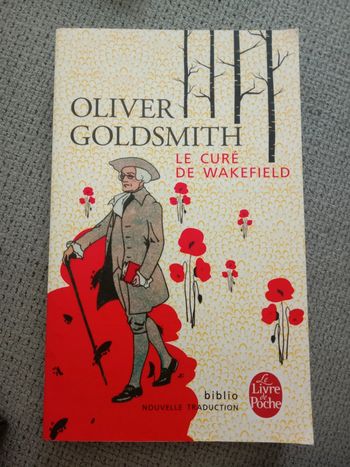 OLIVER
GOLDSMITH
LE CURÉ
DE WAKEFIELD
biblio
NOUVELLE TRADUCTION
Le
Livre
de
Poche